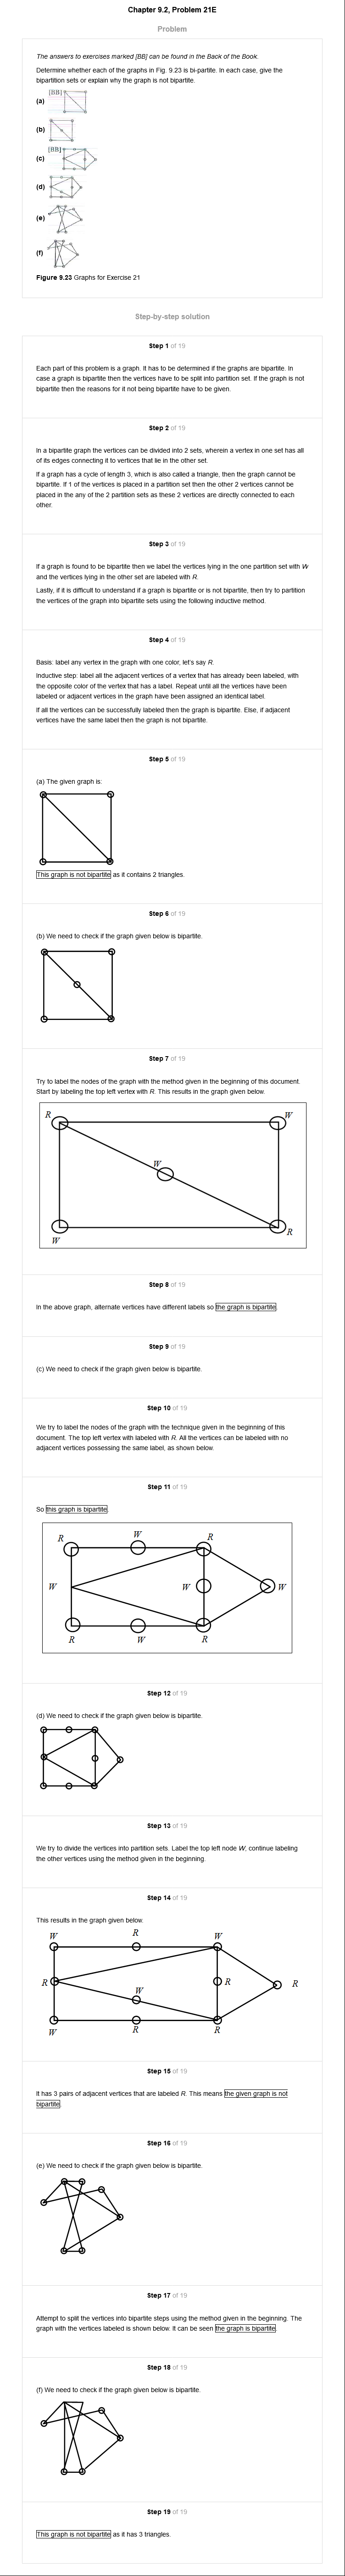 Chapter 9.2, Problem 21E
Problem
The answers to exercises marked [BB] can be found in the Back of the Book.
Determine whether each of the graphs in Fig. 9.23 is bi-partite. In each case, give the
bipartition sets or explain why the graph is not bipartite.
(a) [BB]
(b)
(c) [BB]
(d)
(e)
(f)
Figure 9.23 Graphs for Exercise 21
Step-by-step solution
Step 1 of 19
Each part of this problem is a graph. It has to be determined if the graphs are bipartite. In
case a graph is bipartite then the vertices have to be split into partition set. If the graph is not
bipartite then the reasons for it not being bipartite have to be given.
Step 2 of 19
In a bipartite graph the vertices can be divided into 2 sets, wherein a vertex in one set has all
of its edges connecting it to vertices that lie in the other set.
If a graph has a cycle of length 3, which is also called a triangle, then the graph cannot be
bipartite. If 1 of the vertices is placed in a partition set then the other 2 vertices cannot be
placed in the any of the 2 partition sets as these 2 vertices are directly connected to each
other.
Step 3 of 19
If a graph is found to be bipartite then we label the vertices lying in the one partition set with W
and the vertices lying in the other set are labeled with R.
Lastly, if it is difficult to understand if a graph is bipartite or is not bipartite, then try to partition
the vertices of the graph into bipartite sets using the following inductive method.
Step 4 of 19
Basis: label any vertex in the graph with one color, let's say R.
Inductive step: label all the adjacent vertices of a vertex that has already been labeled, with
the opposite color of the vertex that has a label. Repeat until all the vertices have been
labeled or adjacent vertices in the graph have been assigned an identical label.
If all the vertices can be successfully labeled then the graph is bipartite. Else, if adjacent
vertices have the same label then the graph is not bipartite.
Step 5 of 19
(a) The given graph is:
This graph is not bipartite as it contains 2 triangles.
Step 6 of 19
(b) We need to check if the graph given below is bipartite.
Step 7 of 19
Try to label the nodes of the graph with the method given in the beginning of this document.
Start by labeling the top left vertex with R. This results in the graph given below.
R W
W
R
W
Step 8 of 19
In the above graph, alternate vertices have different labels so the graph is bipartite.
Step 9 of 19
(c) We need to check if the graph given below is bipartite.
Step 10 of 19
We try to label the nodes of the graph with the technique given in the beginning of this
document. The top left vertex with labeled with R. All the vertices can be labeled with no
adjacent vertices possessing the same label, as shown below.
Step 11 of 19
So this graph is bipartite.
R W R
W W W
R W R
Step 12 of 19
(d) We need to check if the graph given below is bipartite.
Step 13 of 19
We try to divide the vertices into partition sets. Label the top left node W, continue labeling
the other vertices using the method given in the beginning.
Step 14 of 19
This results in the graph given below.
W R W
R R R
W
W R R
Step 15 of 19
It has 3 pairs of adjacent vertices that are labeled R. This means the given graph is not
bipartite.
Step 16 of 19
(e) We need to check if the graph given below is bipartite.
Step 17 of 19
Attempt to split the vertices into bipartite steps using the method given in the beginning. The
graph with the vertices labeled is shown below. It can be seen the graph is bipartite.
Step 18 of 19
(f) We need to check if the graph given below is bipartite.
Step 19 of 19
This graph is not bipartite as it has 3 triangles.